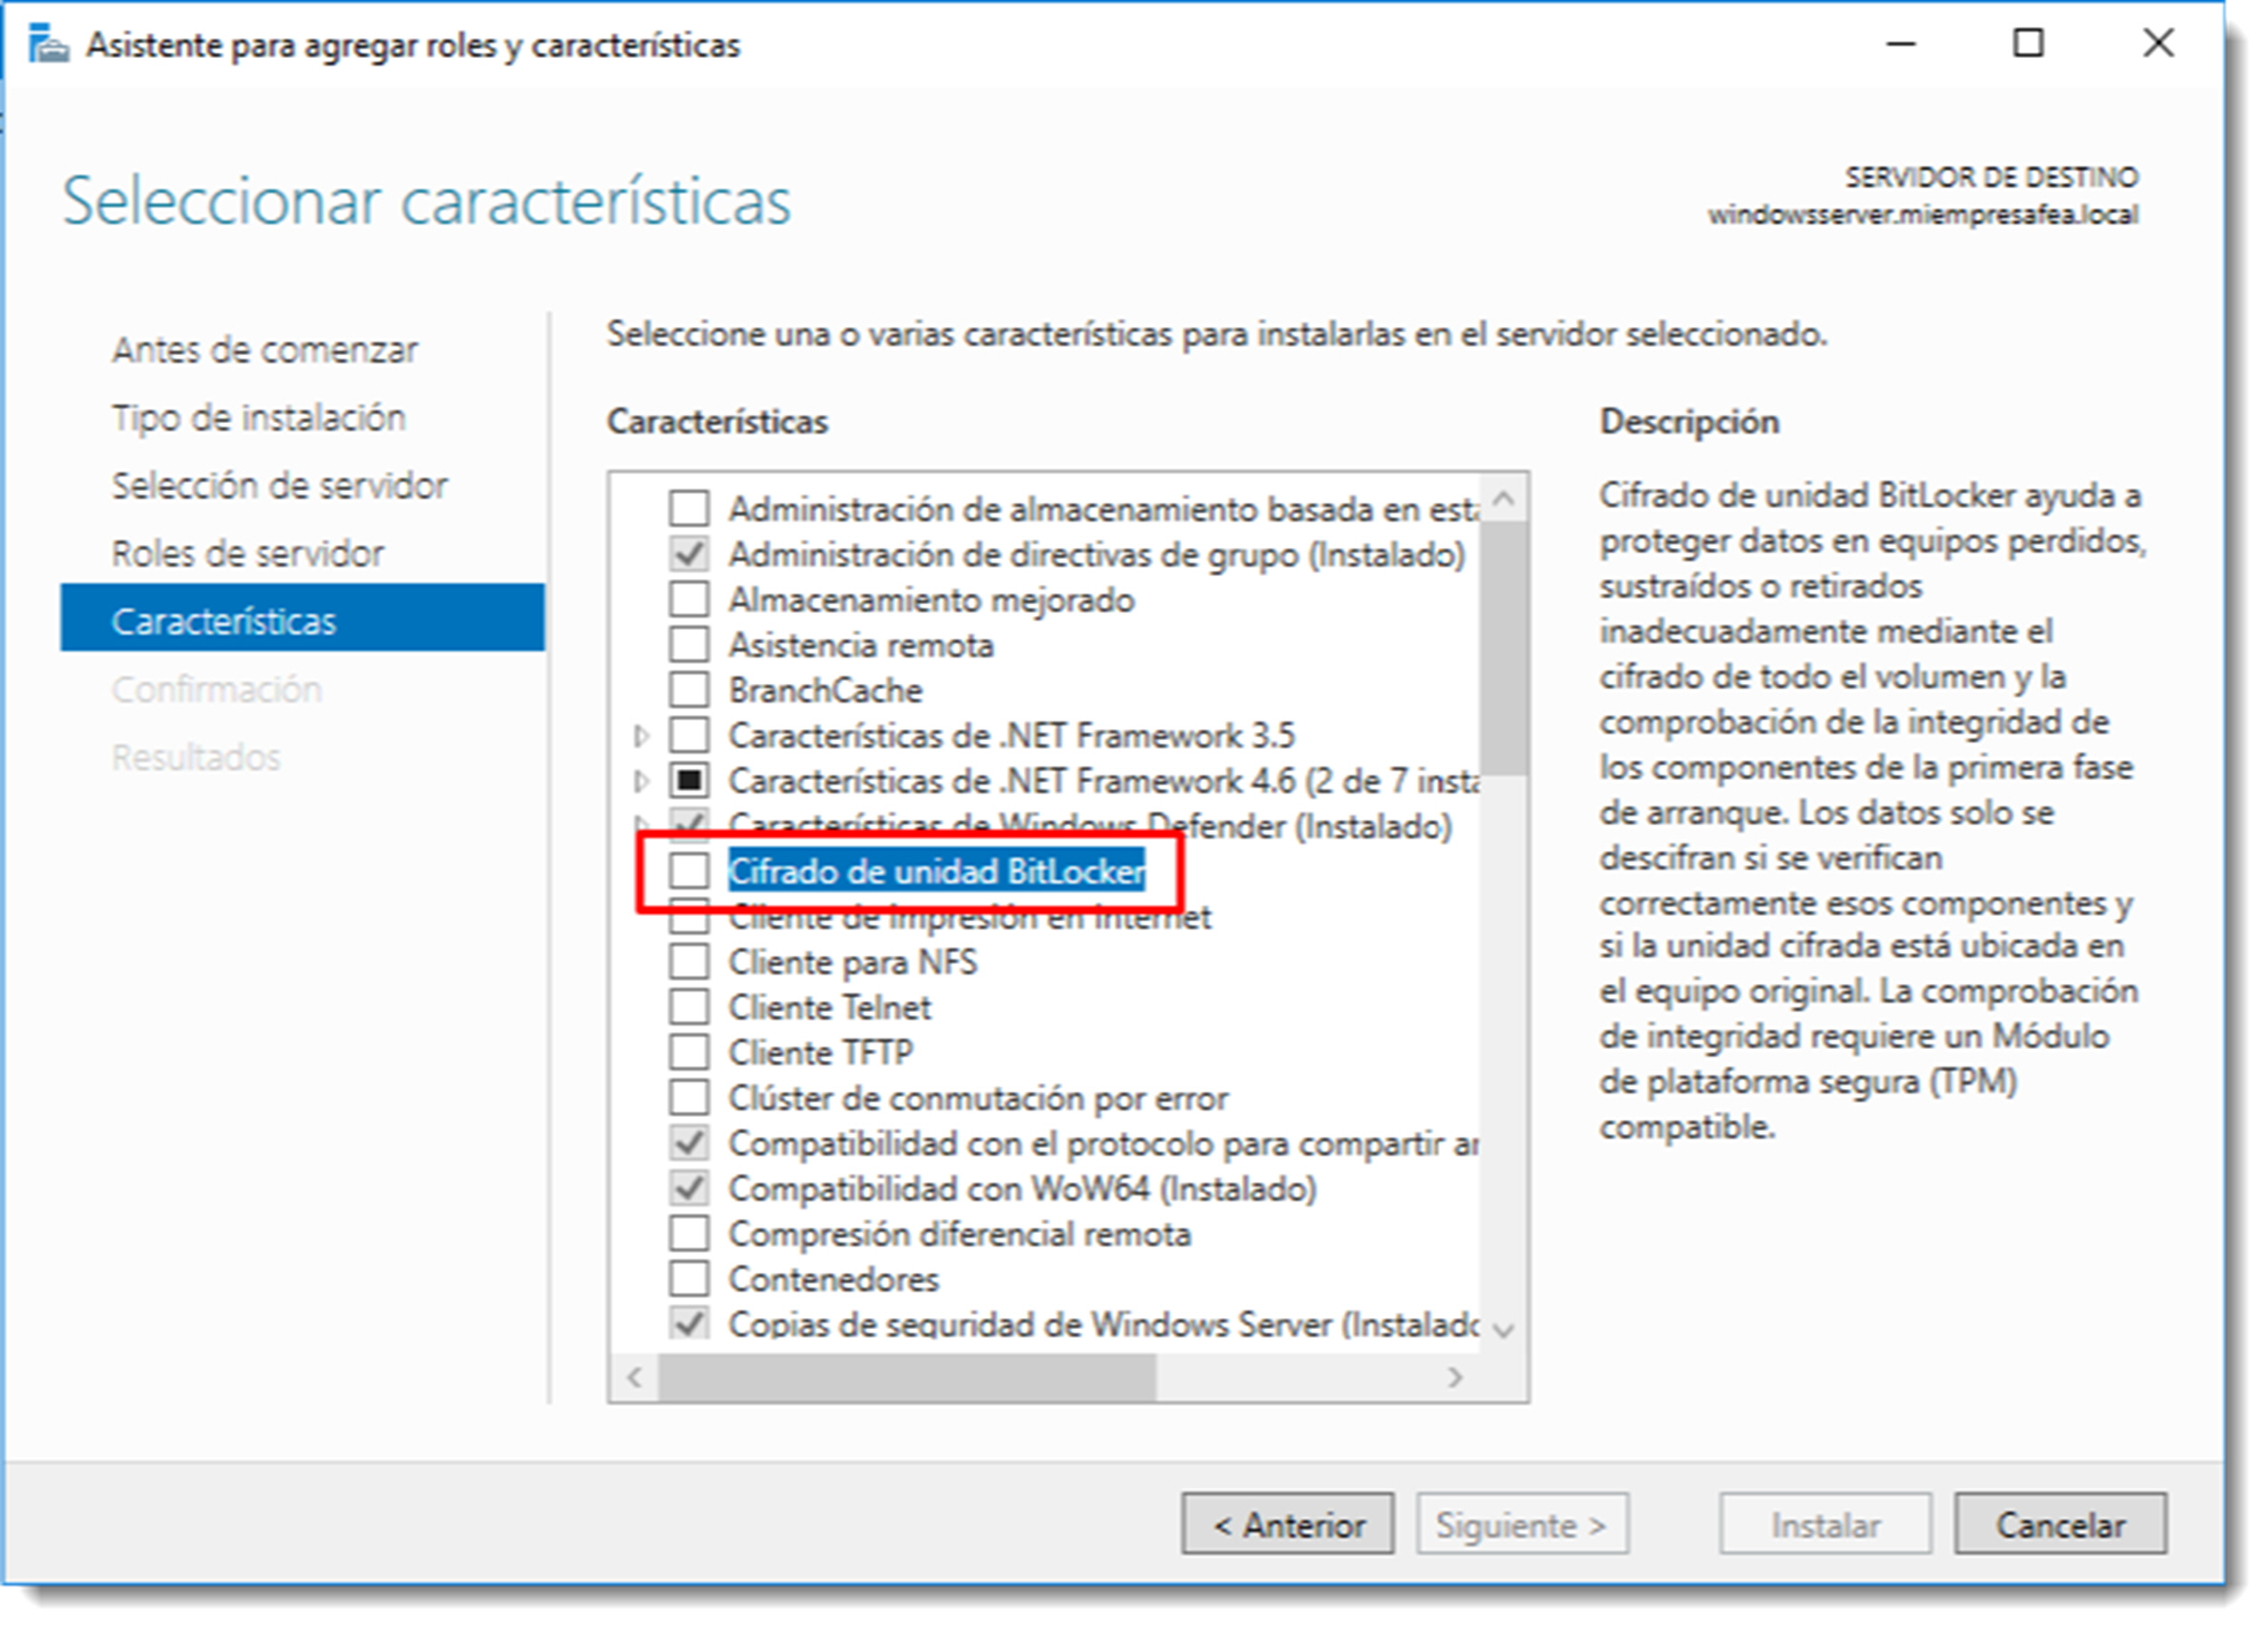 Asistente para agregar roles y características
Seleccionar características
SERVIDOR DE DESTINO
windowsserver.miempresafea.local
Antes de comenzar
Tipo de instalación
Selección de servidor
Roles de servidor
Características
Confirmación
Resultados
Seleccione una o varias características para instalarlas en el servidor seleccionado.
Características
Administración de almacenamiento basada en está
Administración de directivas de grupo (Instalado)
Almacenamiento mejorado
Asistencia remota
BranchCache
Características de .NET Framework 3.5
Características de .NET Framework 4.6 (2 de 7 insta
Características de Windows Defender (Instalado)
Cifrado de unidad BitLocker
Cliente de impresión en Internet
Cliente para NFS
Cliente Telnet
Cliente TFTP
Clúster de conmutación por error
Compatibilidad con el protocolo para compartir ar
Compatibilidad con WoW64 (Instalado)
Compresión diferencial remota
Contenedores
Copias de seguridad de Windows Server (Instalado
Descripción
Cifrado de unidad BitLocker ayuda a
proteger datos en equipos perdidos,
sustraídos o retirados
inadecuadamente mediante el
cifrado de todo el volumen y la
comprobación de la integridad de
los componentes de la primera fase
de arranque. Los datos solo se
descifran si se verifican
correctamente esos componentes y
si la unidad cifrada está ubicada en
el equipo original. La comprobación
de integridad requiere un Módulo
de plataforma segura (TPM)
compatible.
< Anterior
Siguiente >
Instalar
Cancelar